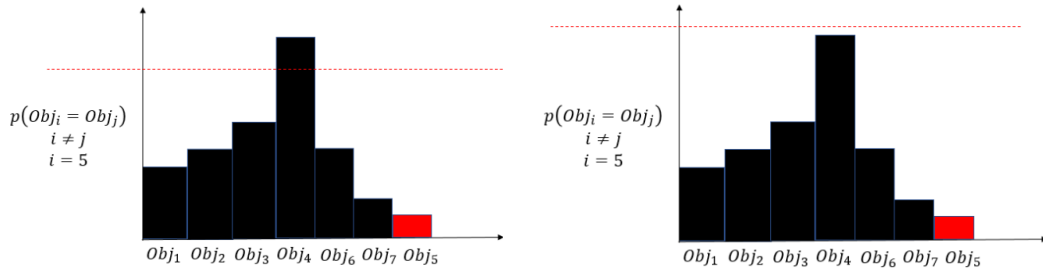 p(Obj_i = Obj_j)
i ≠ j
i = 5
Obj_1 Obj_2 Obj_3 Obj_4 Obj_6 Obj_7 Obj_5
p(Obj_i = Obj_j)
i ≠ j
i = 5
Obj_1 Obj_2 Obj_3 Obj_4 Obj_6 Obj_7 Obj_5